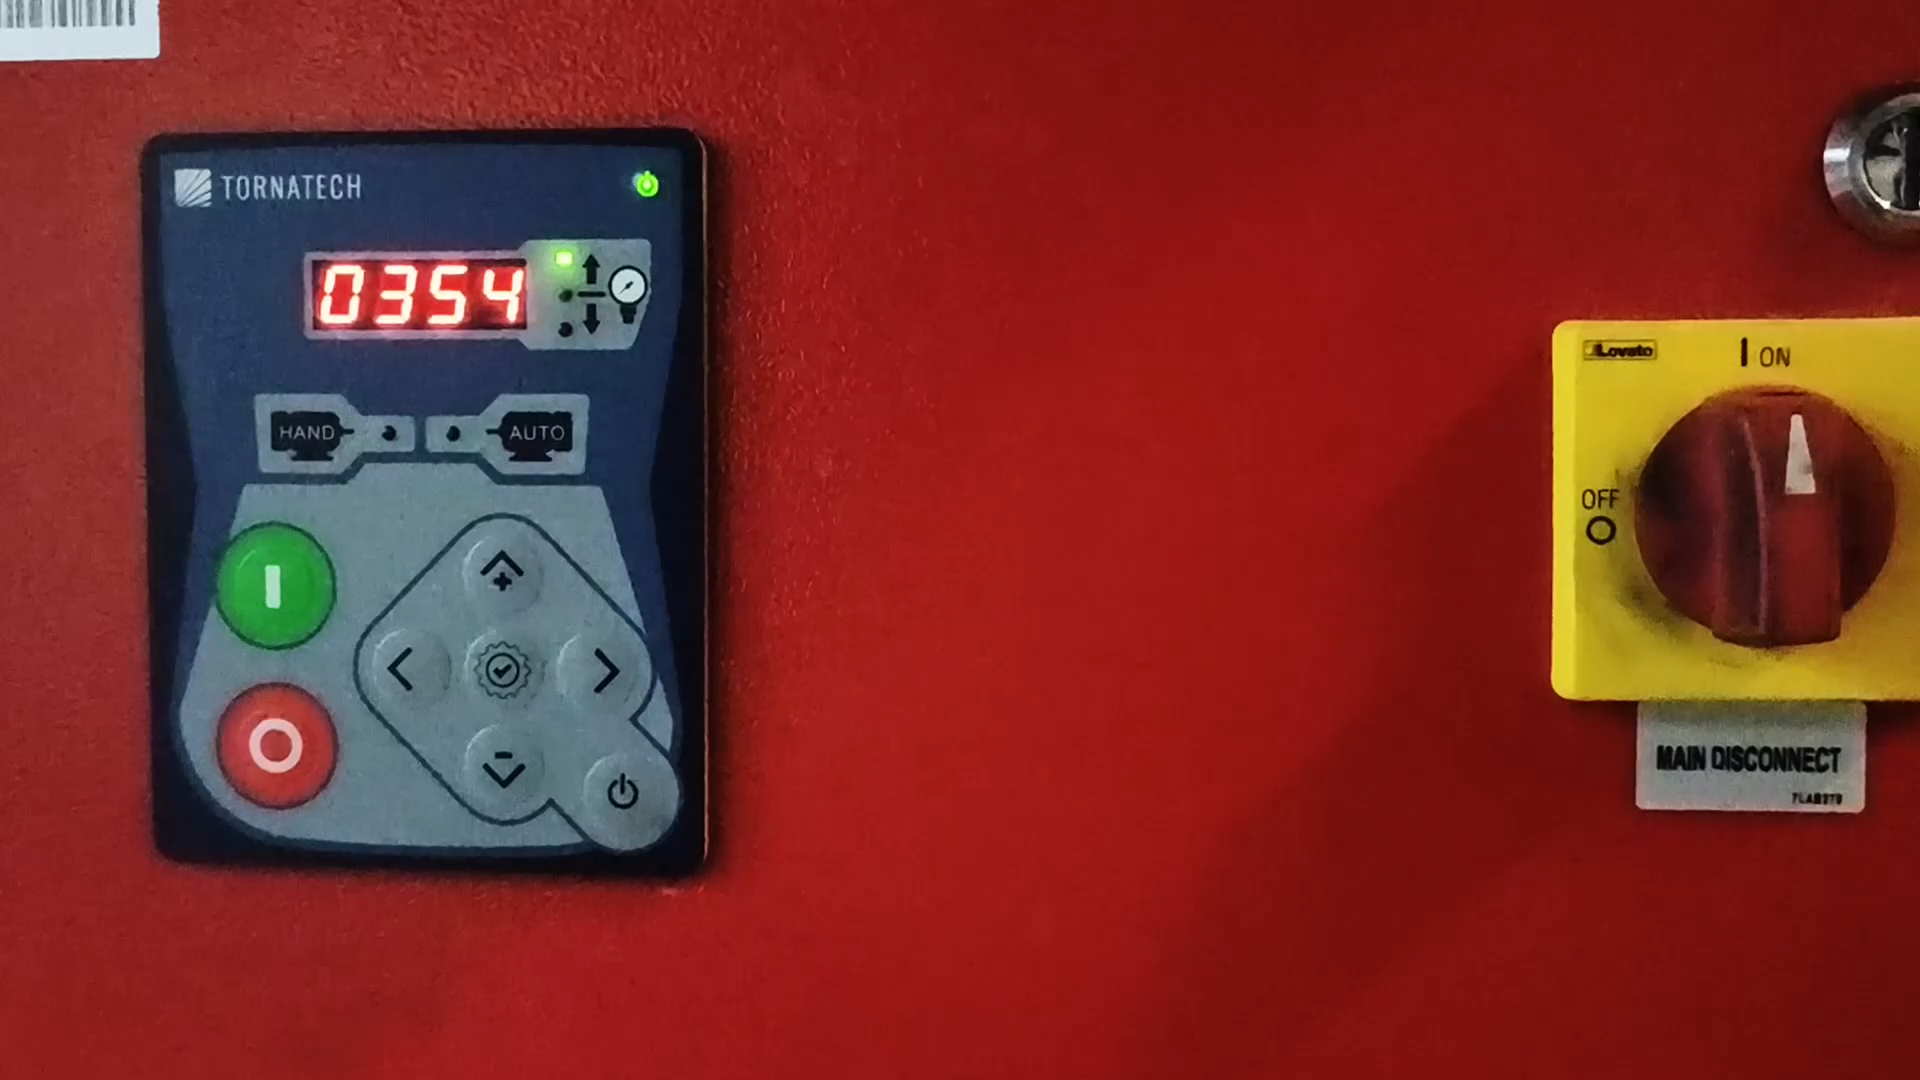 TORNATECH
0354
HAND
AUTO
Lovato
I ON
OFF
O
MAIN DISCONNECT